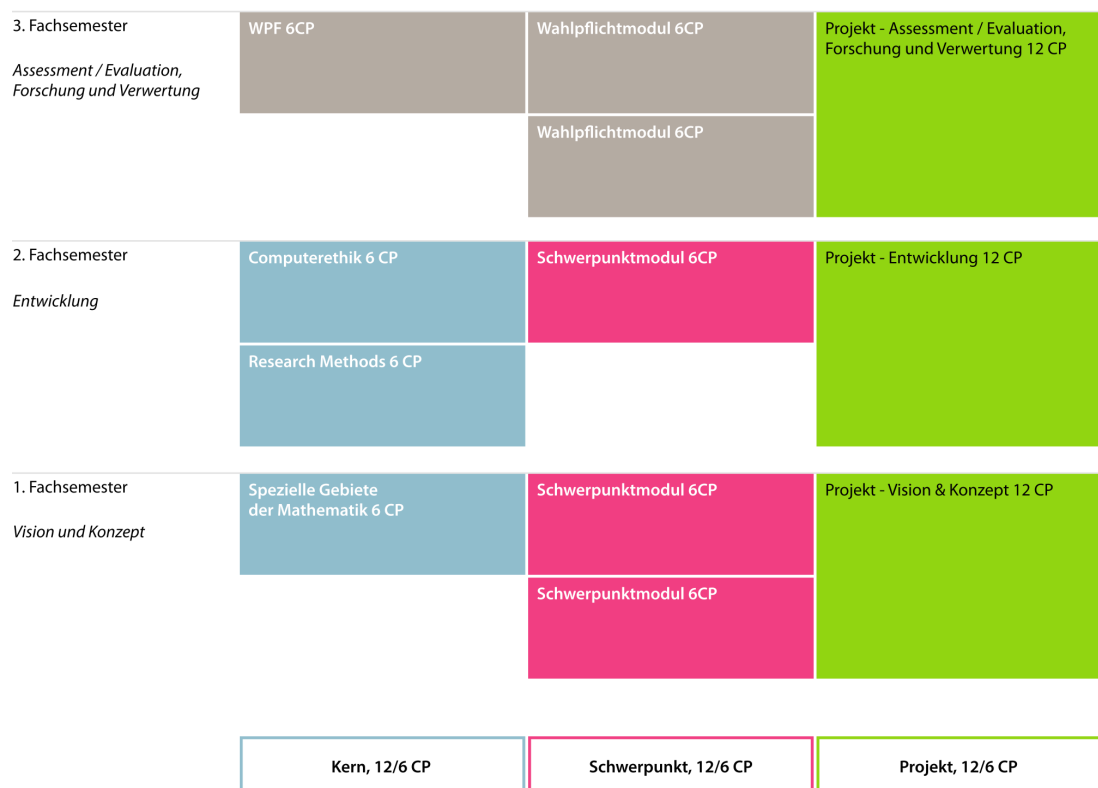 3. Fachsemester
Assessment / Evaluation,
Forschung und Verwertung
WPF 6CP
Wahlpflichtmodul 6CP
Wahlpflichtmodul 6CP
Projekt - Assessment / Evaluation,
Forschung und Verwertung 12 CP
2. Fachsemester
Entwicklung
Computerethik 6 CP
Research Methods 6 CP
Schwerpunktmodul 6CP
Projekt - Entwicklung 12 CP
1. Fachsemester
Vision und Konzept
Spezielle Gebiete
der Mathematik 6 CP
Schwerpunktmodul 6CP
Schwerpunktmodul 6CP
Projekt - Vision & Konzept 12 CP
Kern, 12/6 CP
Schwerpunkt, 12/6 CP
Projekt, 12/6 CP